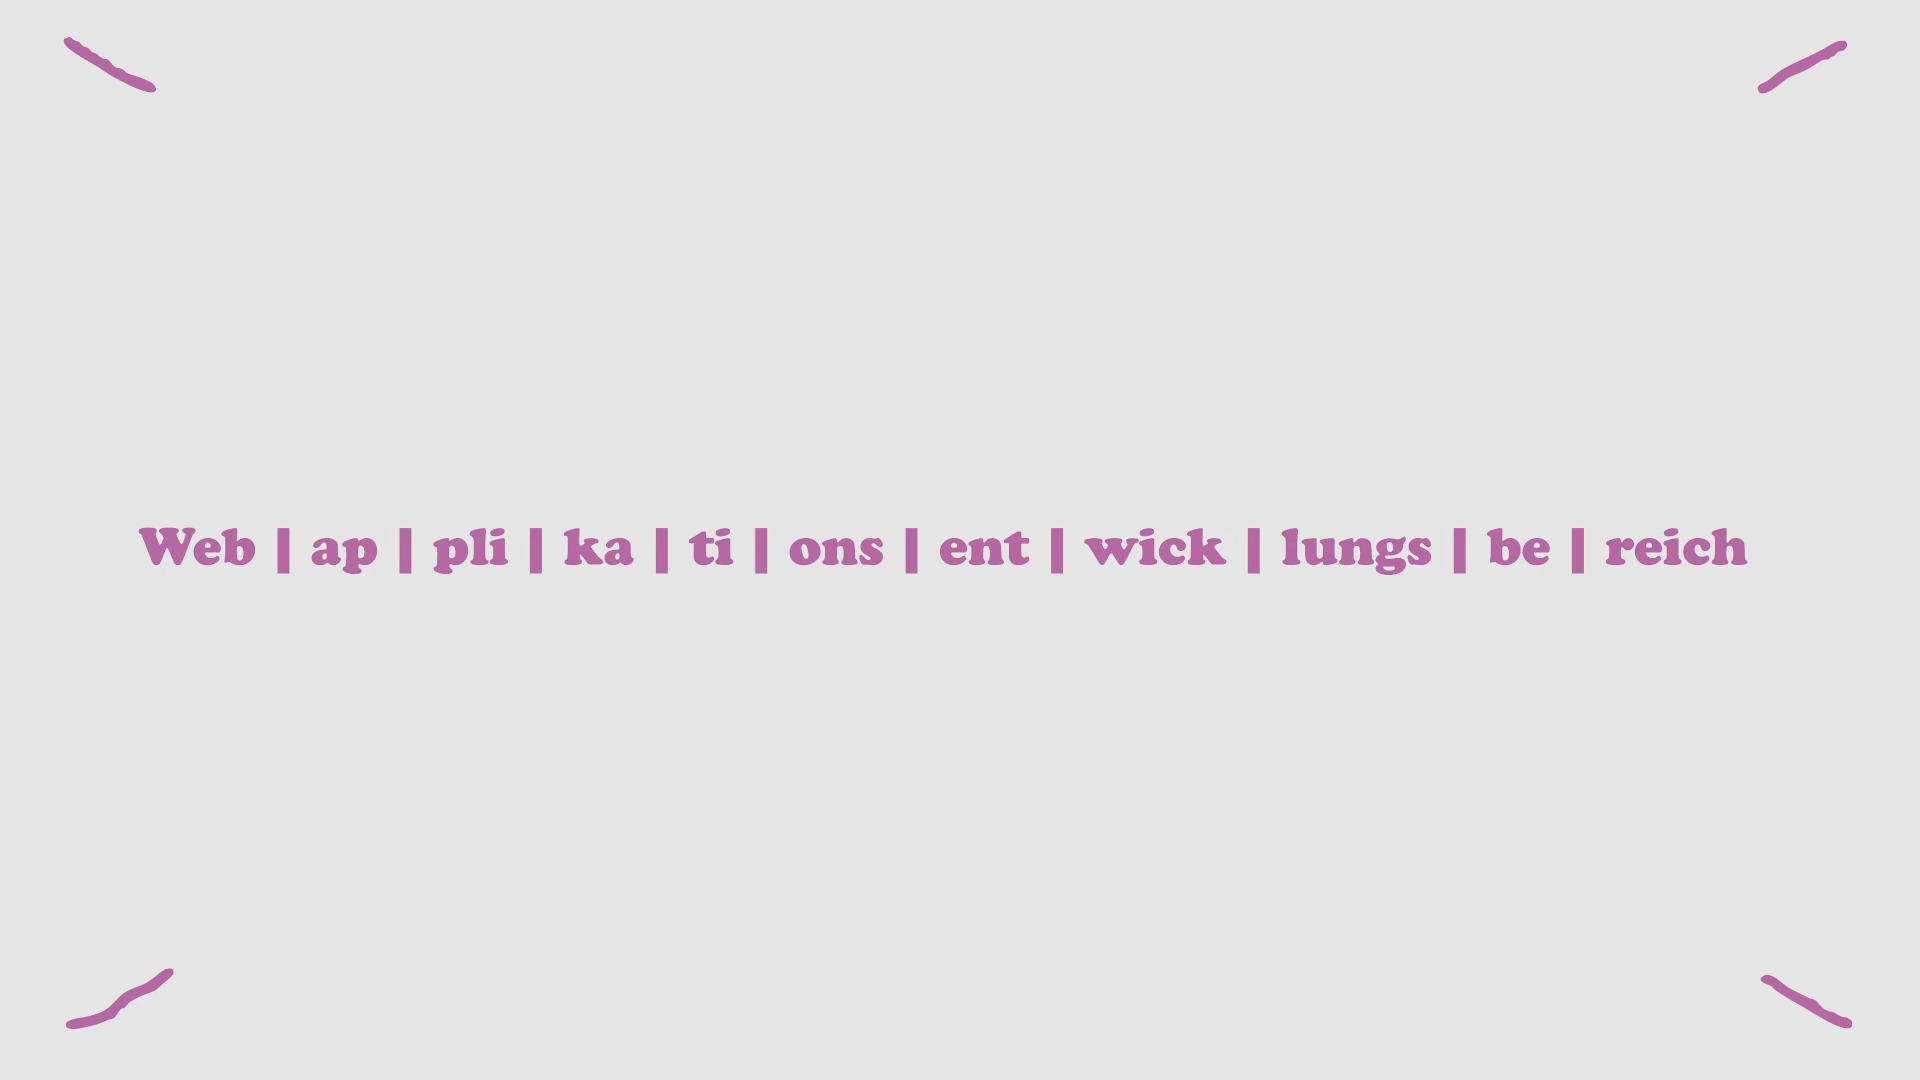 Web | ap | pli | ka | ti | ons | ent | wick | lungs | be | reich